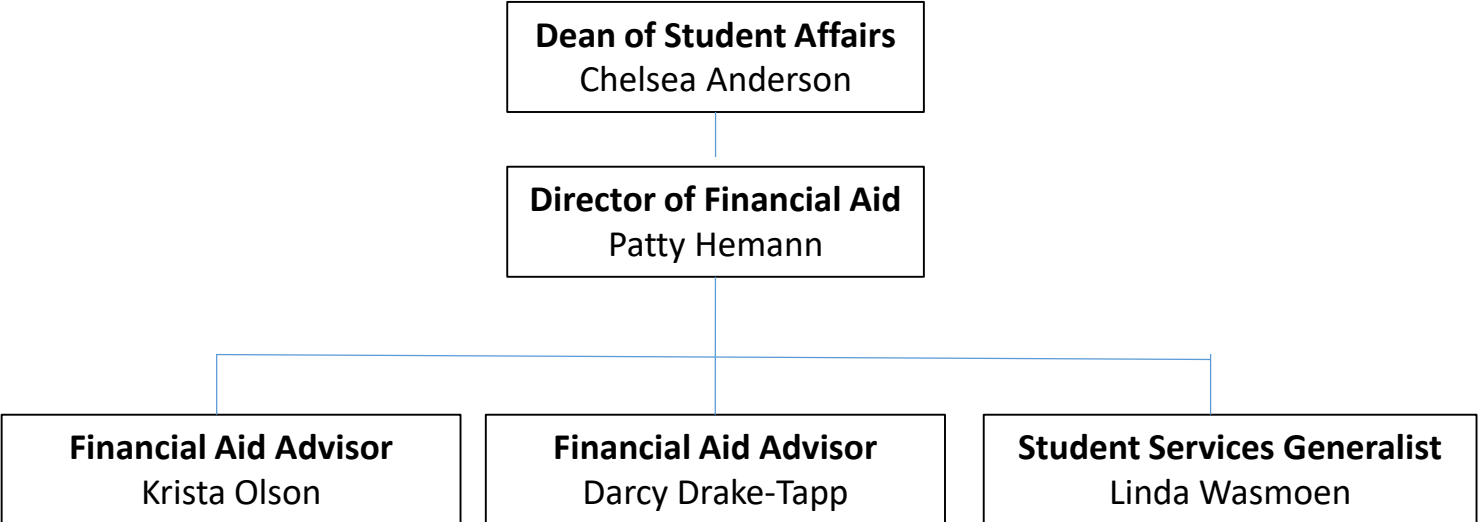 Dean of Student Affairs
Chelsea Anderson
Director of Financial Aid
Patty Hemann
Financial Aid Advisor
Krista Olson
Financial Aid Advisor
Darcy Drake-Tapp
Student Services Generalist
Linda Wasmoen